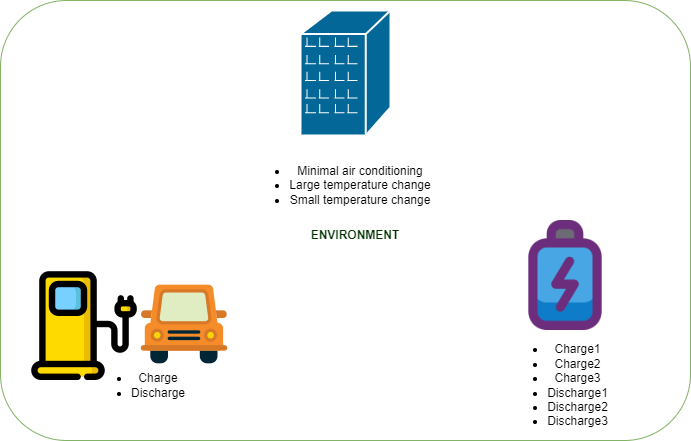 Minimal air conditioning
Large temperature change
Small temperature change
ENVIRONMENT
Charge
Discharge
Charge1
Charge2
Charge3
Discharge1
Discharge2
Discharge3